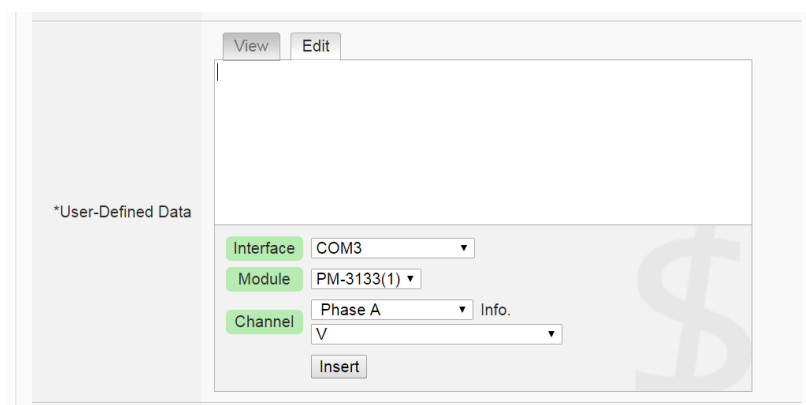 View Edit
*User-Defined Data
Interface COM3
Module PM-3133(1)
Channel Phase A Info.
V
Insert
$